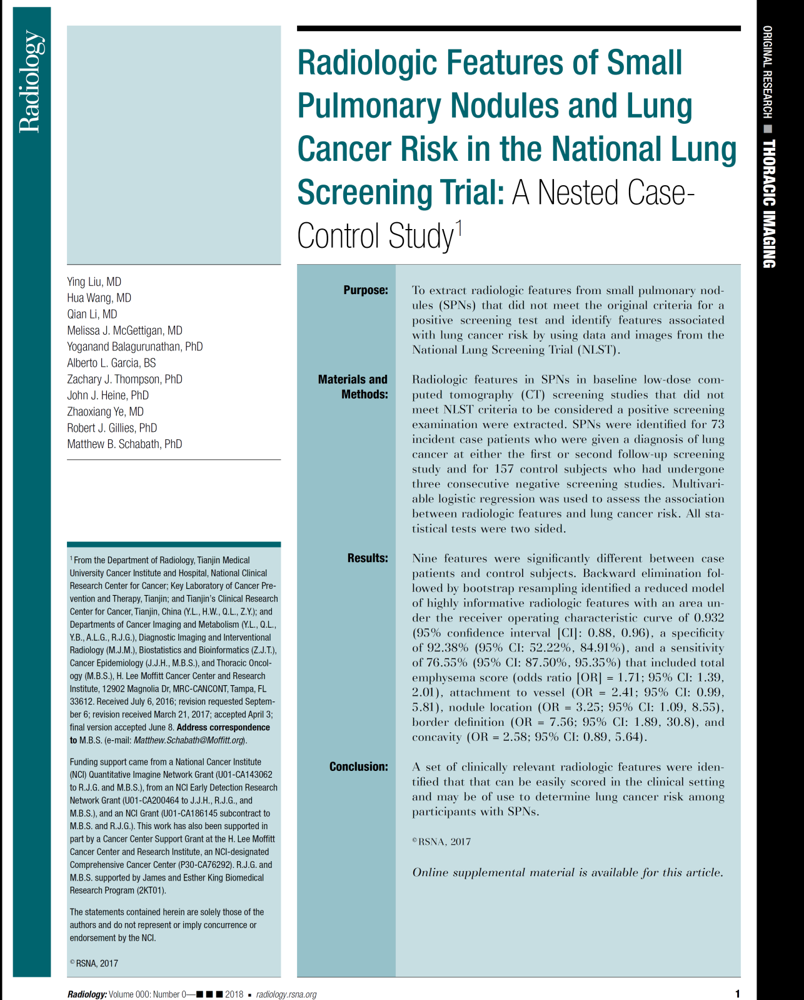 Radiology
ORIGINAL RESEARCH ■ THORACIC IMAGING
Radiologic Features of Small
Pulmonary Nodules and Lung
Cancer Risk in the National Lung
Screening Trial: A Nested Case-
Control Study¹
Ying Liu, MD
Hua Wang, MD
Qian Li, MD
Melissa J. McGettigan, MD
Yoganand Balagurunathan, PhD
Alberto L. Garcia, BS
Zachary J. Thompson, PhD
John J. Heine, PhD
Zhaoxiang Ye, MD
Robert J. Gillies, PhD
Matthew B. Schabath, PhD
¹ From the Department of Radiology, Tianjin Medical
University Cancer Institute and Hospital, National Clinical
Research Center for Cancer; Key Laboratory of Cancer Pre-
vention and Therapy, Tianjin; and Tianjin's Clinical Research
Center for Cancer, Tianjin, China (Y.L., H.W., Q.L., Z.Y.); and
Departments of Cancer Imaging and Metabolism (Y.L., Q.L.,
Y.B., A.L.G., R.J.G.), Diagnostic Imaging and Interventional
Radiology (M.J.M.), Biostatistics and Bioinformatics (Z.J.T.),
Cancer Epidemiology (J.J.H., M.B.S.), and Thoracic Oncol-
ogy (M.B.S.), H. Lee Moffitt Cancer Center and Research
Institute, 12902 Magnolia Dr, MRC-CANCONT, Tampa, FL
33612. Received July 6, 2016; revision requested Septem-
ber 6; revision received March 21, 2017; accepted April 3;
final version accepted June 8. Address correspondence
to M.B.S. (e-mail: Matthew.Schabath@Moffitt.org).
Funding support came from a National Cancer Institute
(NCI) Quantitative Imagine Network Grant (U01-CA143062
to R.J.G. and M.B.S.), from an NCI Early Detection Research
Network Grant (U01-CA200464 to J.J.H., R.J.G., and
M.B.S.), and an NCI Grant (U01-CA186145 subcontract to
M.B.S. and R.J.G.). This work has also been supported in
part by a Cancer Center Support Grant at the H. Lee Moffitt
Cancer Center and Research Institute, an NCI-designated
Comprehensive Cancer Center (P30-CA76292). R.J.G. and
M.B.S. supported by James and Esther King Biomedical
Research Program (2KT01).
The statements contained herein are solely those of the
authors and do not represent or imply concurrence or
endorsement by the NCI.
© RSNA, 2017
Purpose: To extract radiologic features from small pulmonary nod-
ules (SPNs) that did not meet the original criteria for a
positive screening test and identify features associated
with lung cancer risk by using data and images from the
National Lung Screening Trial (NLST).
Materials and Radiologic features in SPNs in baseline low-dose com-
Methods: puted tomography (CT) screening studies that did not
meet NLST criteria to be considered a positive screening
examination were extracted. SPNs were identified for 73
incident case patients who were given a diagnosis of lung
cancer at either the first or second follow-up screening
study and for 157 control subjects who had undergone
three consecutive negative screening studies. Multivari-
able logistic regression was used to assess the association
between radiologic features and lung cancer risk. All sta-
tistical tests were two sided.
Results: Nine features were significantly different between case
patients and control subjects. Backward elimination fol-
lowed by bootstrap resampling identified a reduced model
of highly informative radiologic features with an area un-
der the receiver operating characteristic curve of 0.932
(95% confidence interval [CI]: 0.88, 0.96), a specificity
of 92.38% (95% CI: 52.22%, 84.91%), and a sensitivity
of 76.55% (95% CI: 87.50%, 95.35%) that included total
emphysema score (odds ratio [OR] = 1.71; 95% CI: 1.39,
2.01), attachment to vessel (OR = 2.41; 95% CI: 0.99,
5.81), nodule location (OR = 3.25; 95% CI: 1.09, 8.55),
border definition (OR = 7.56; 95% CI: 1.89, 30.8), and
concavity (OR = 2.58; 95% CI: 0.89, 5.64).
Conclusion: A set of clinically relevant radiologic features were iden-
tified that that can be easily scored in the clinical setting
and may be of use to determine lung cancer risk among
participants with SPNs.
© RSNA, 2017
Online supplemental material is available for this article.
Radiology: Volume 000: Number 0—■ ■ ■ 2018 ▪ radiology.rsna.org
1